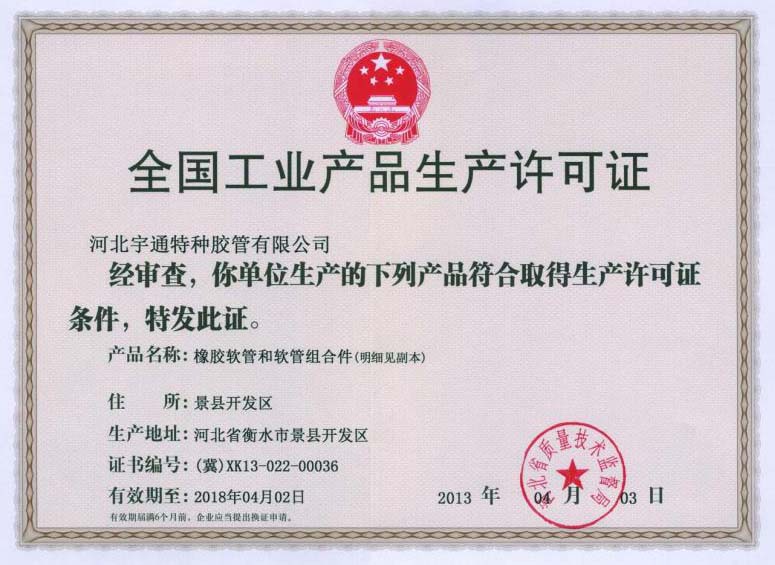 全国工业产品生产许可证
河北宇通特种胶管有限公司
经审查，你单位生产的下列产品符合取得生产许可证
条件，特发此证。
产品名称：橡胶软管和软管组合件(明细见副本)
住 所：景县开发区
生产地址：河北省衡水市景县开发区
证书编号：(冀)XK13-022-00036
有效期至：2018年04月02日
2013 年 04 月 03 日
有效期届满6个月前，企业应当提出换证申请。
河北省质量技术监督局